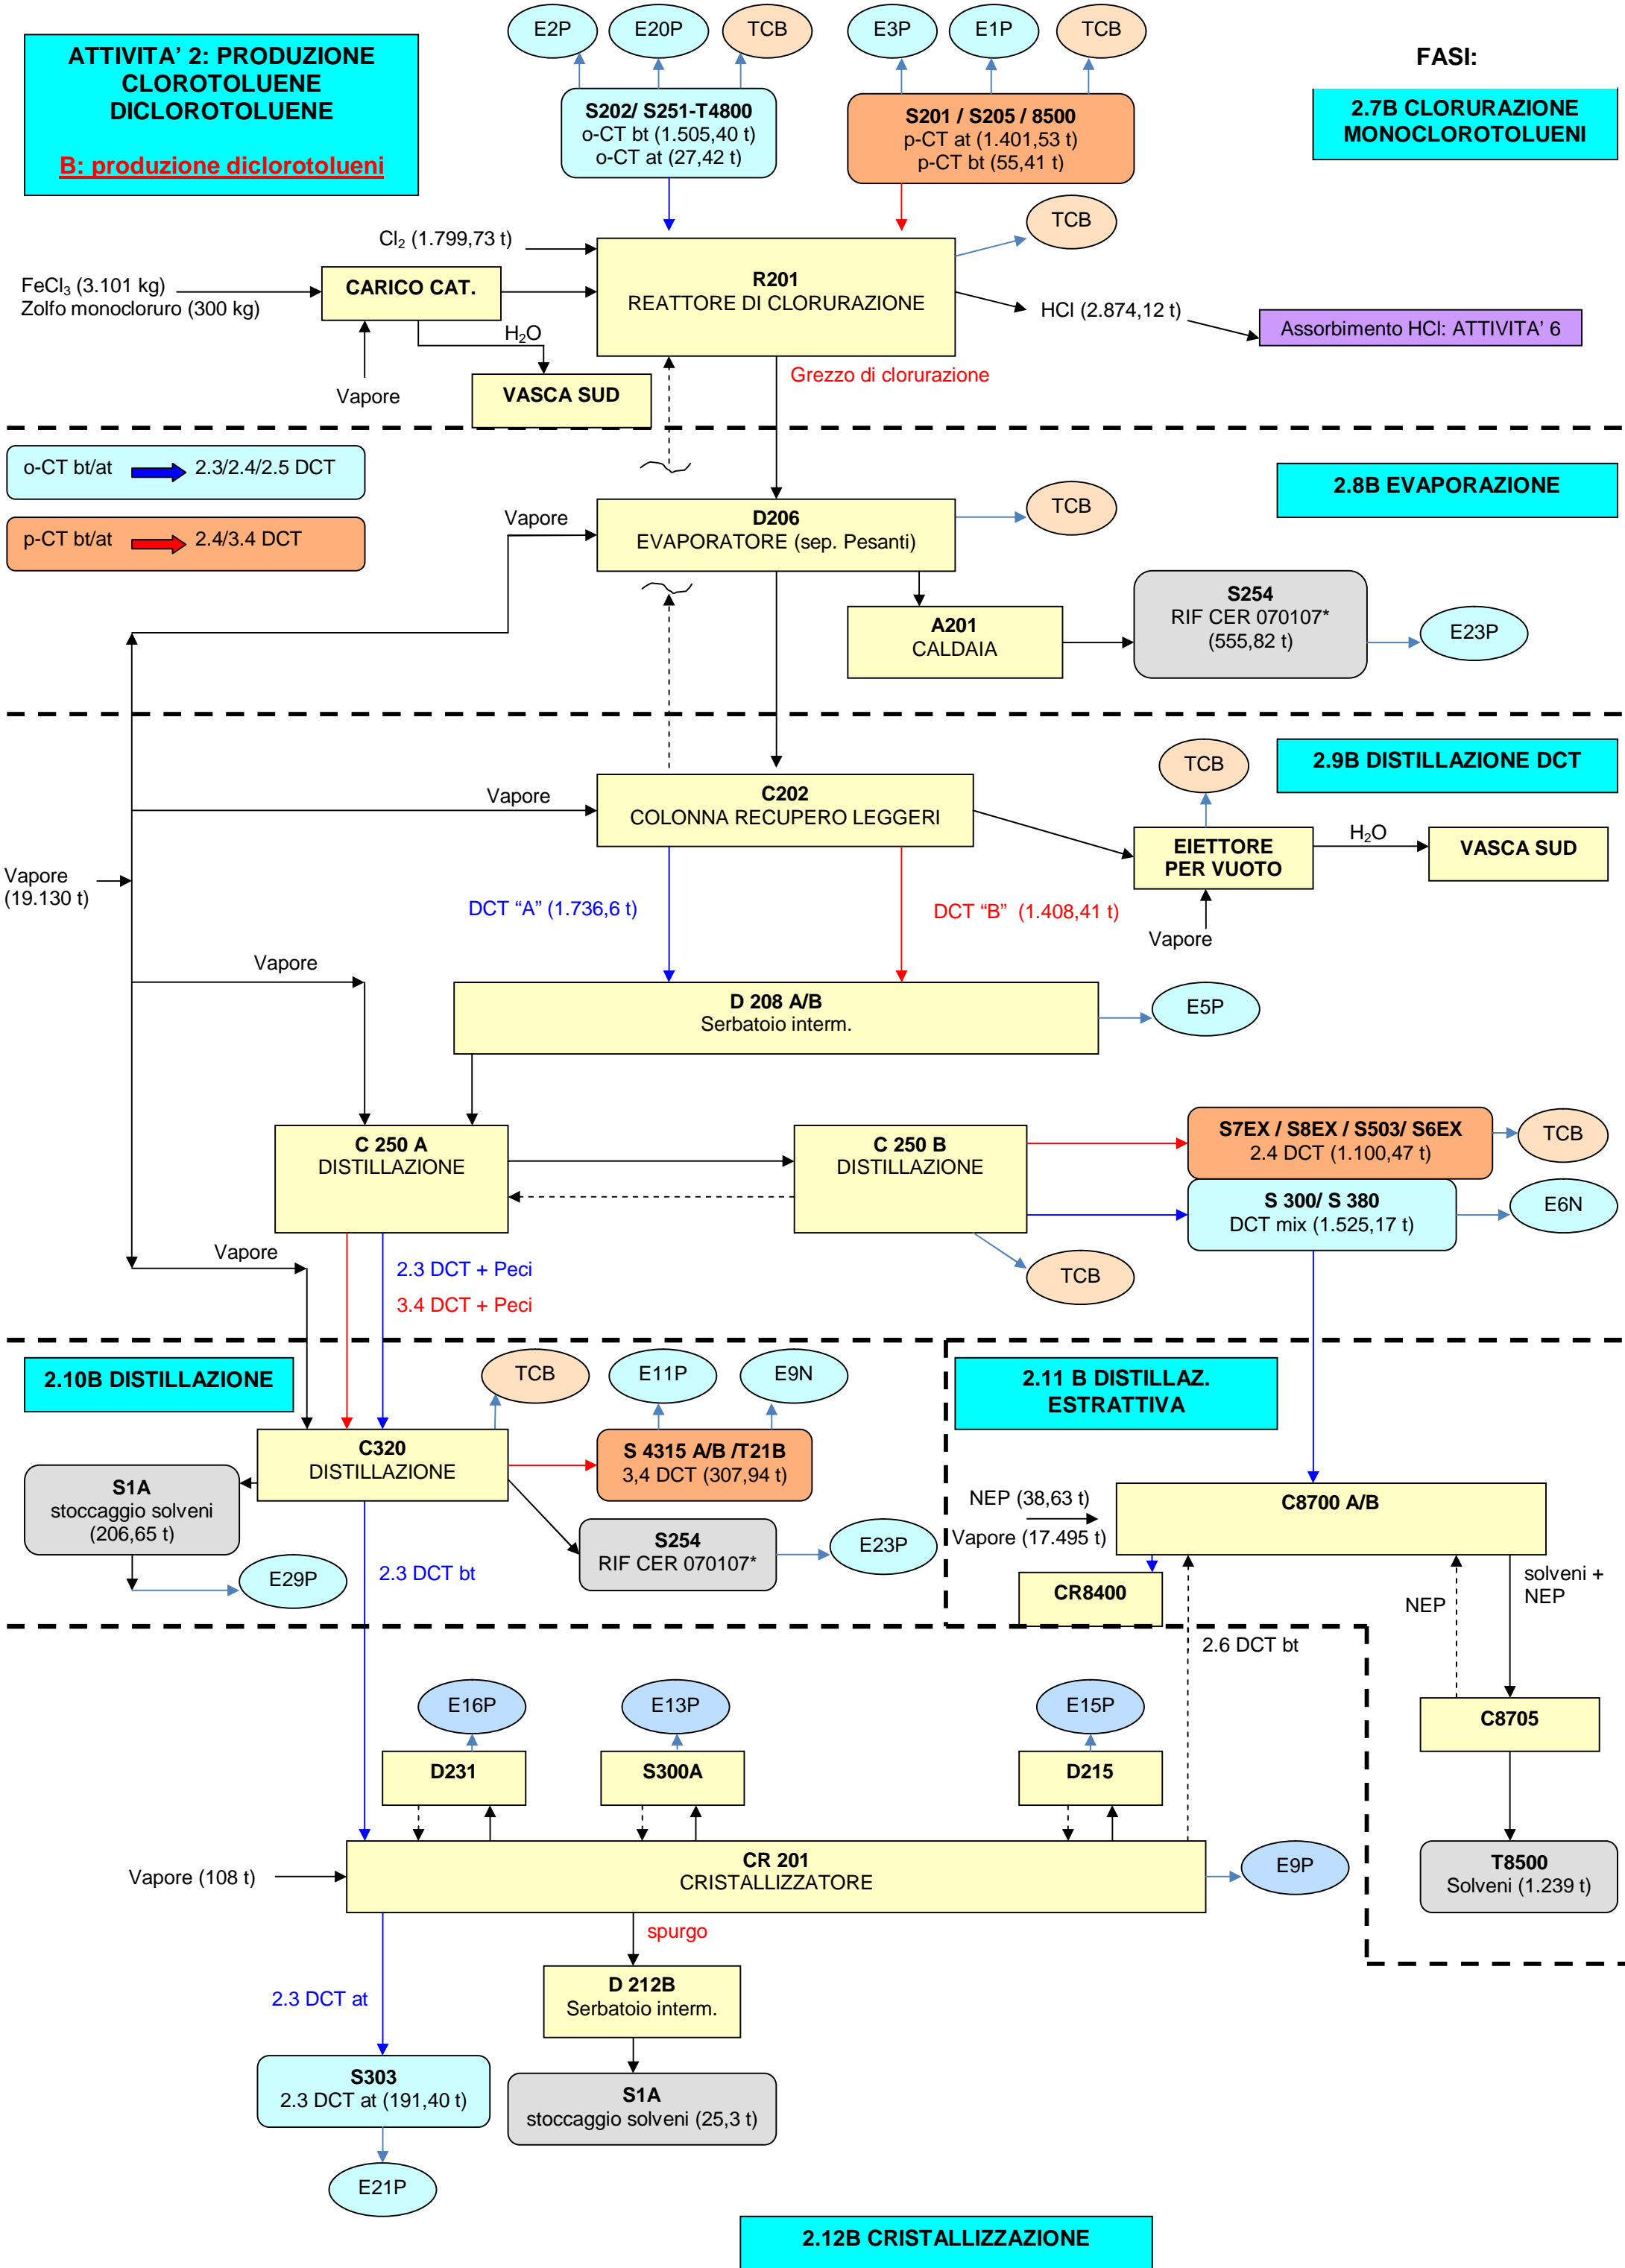 E2P
E20P
TCB
E3P
E1P
TCB
ATTIVITA’ 2: PRODUZIONE
CLOROTOLUENE
DICLOROTOLUENE
B: produzione diclorotolueni
FASI:
2.7B CLORURAZIONE
MONOCLOROTOLUENI
S202/ S251-T4800
o-CT bt (1.505,40 t)
o-CT at (27,42 t)
S201 / S205 / 8500
p-CT at (1.401,53 t)
p-CT bt (55,41 t)
TCB
Cl2 (1.799,73 t)
FeCl3 (3.101 kg)
Zolfo monocloruro (300 kg)
CARICO CAT.
R201
REATTORE DI CLORURAZIONE
HCl (2.874,12 t)
Assorbimento HCl: ATTIVITA’ 6
H2O
Vapore
VASCA SUD
Grezzo di clorurazione
o-CT bt/at
2.3/2.4/2.5 DCT
2.8B EVAPORAZIONE
p-CT bt/at
2.4/3.4 DCT
Vapore
D206
EVAPORATORE (sep. Pesanti)
TCB
A201
CALDAIA
S254
RIF CER 070107*
(555,82 t)
E23P
2.9B DISTILLAZIONE DCT
TCB
Vapore
C202
COLONNA RECUPERO LEGGERI
EIETTORE
PER VUOTO
H2O
VASCA SUD
Vapore
(19.130 t)
DCT “A” (1.736,6 t)
DCT “B”  (1.408,41 t)
Vapore
Vapore
D 208 A/B
Serbatoio interm.
E5P
C 250 A
DISTILLAZIONE
C 250 B
DISTILLAZIONE
S7EX / S8EX / S503/ S6EX
2.4 DCT (1.100,47 t)
TCB
S 300/ S 380
DCT mix (1.525,17 t)
E6N
Vapore
2.3 DCT + Peci
3.4 DCT + Peci
TCB
2.10B DISTILLAZIONE
TCB
E11P
E9N
2.11 B DISTILLAZ.
ESTRATTIVA
C320
DISTILLAZIONE
S 4315 A/B /T21B
3,4 DCT (307,94 t)
S1A
stoccaggio solveni
(206,65 t)
S254
RIF CER 070107*
E23P
NEP (38,63 t)
Vapore (17.495 t)
C8700 A/B
E29P
2.3 DCT bt
CR8400
NEP
solveni +
NEP
2.6 DCT bt
E16P
E13P
E15P
C8705
D231
S300A
D215
Vapore (108 t)
CR 201
CRISTALLIZZATORE
E9P
T8500
Solveni (1.239 t)
spurgo
2.3 DCT at
D 212B
Serbatoio interm.
S303
2.3 DCT at (191,40 t)
S1A
stoccaggio solveni (25,3 t)
E21P
2.12B CRISTALLIZZAZIONE